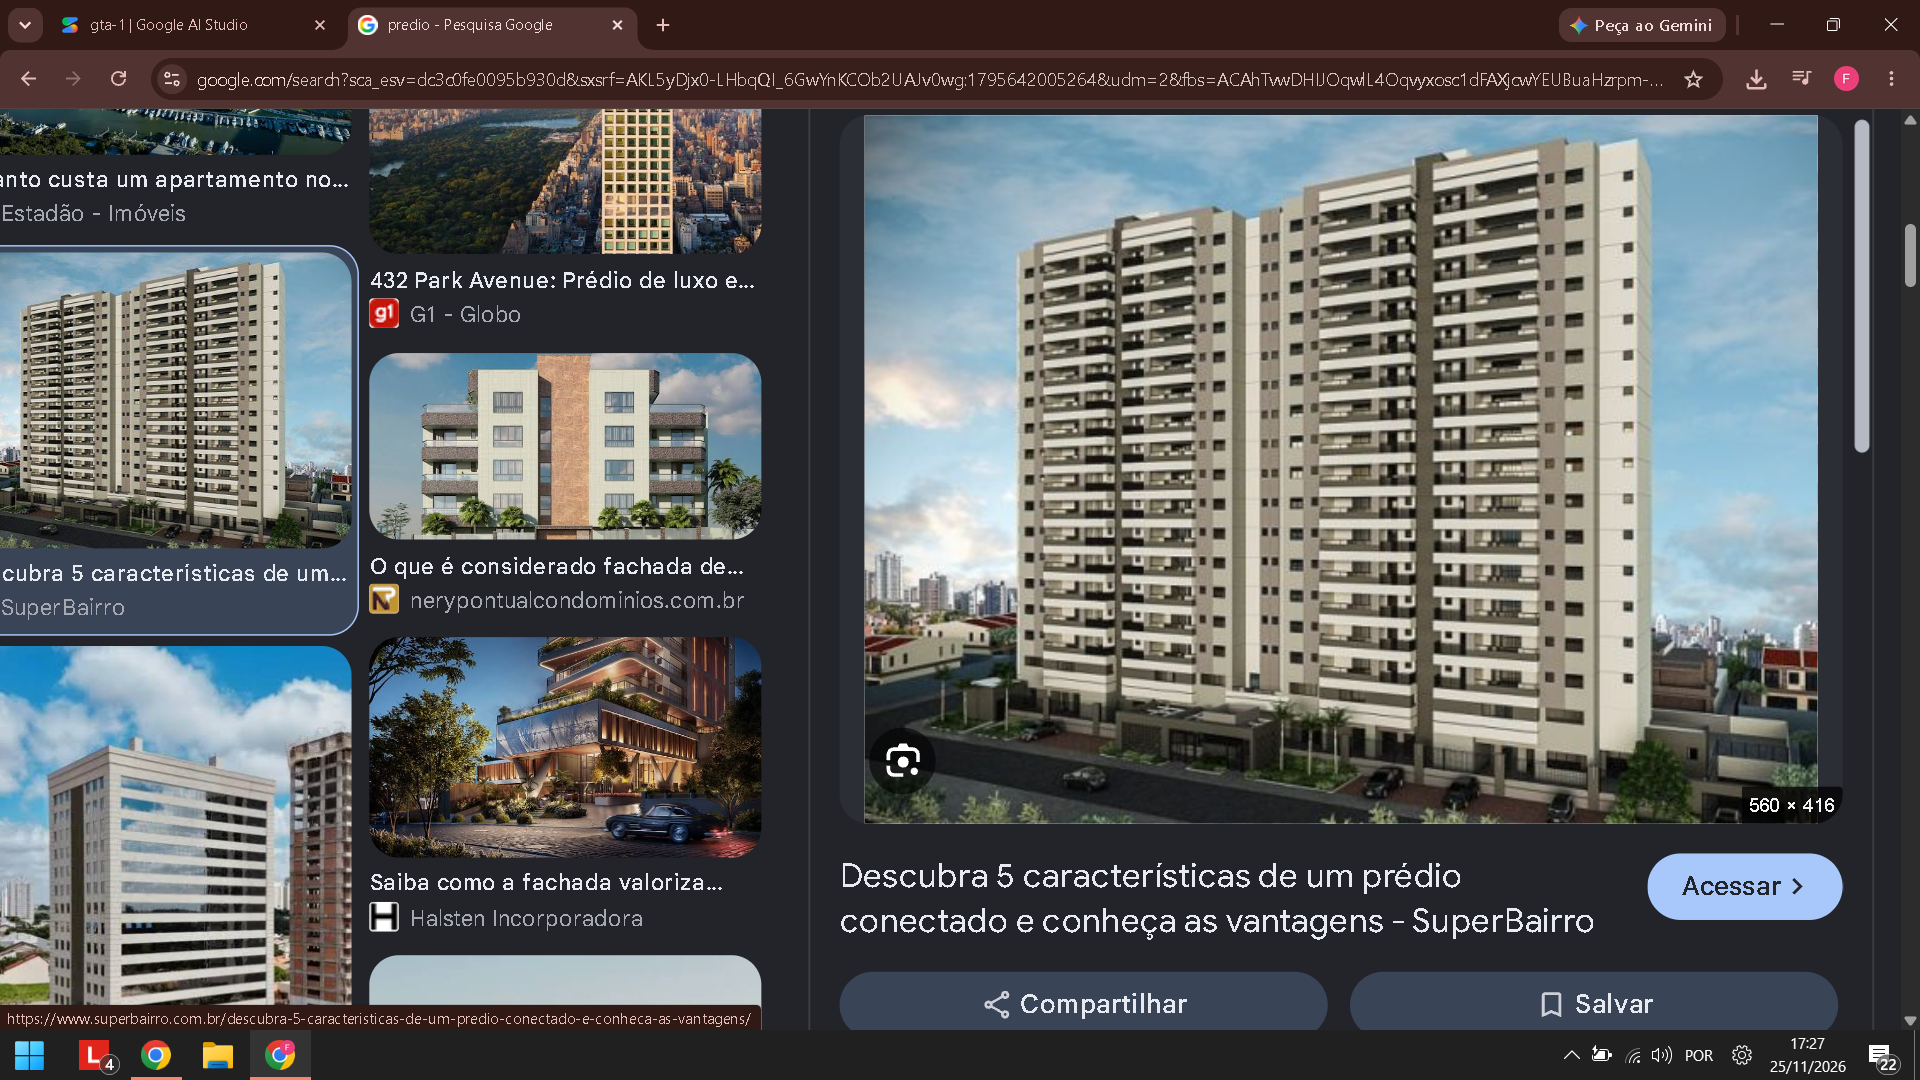 gta-1 | Google AI Studio
predio - Pesquisa Google
Peça ao Gemini
google.com/search?sca_esv=dc3c0fe0095b930d&sxsrf=AKL5yDjx0-LHbqQI_6GwYnKCOb2UAJv0wg:1795642005264&udm=2&fbs=
F
anto custa um apartamento no...
Estadão - Imóveis
cubra 5 características de um...
SuperBairro
432 Park Avenue: Prédio de luxo e...
g1 G1 - Globo
O que é considerado fachada de...
nerypontualcondominios.com.br
Saiba como a fachada valoriza...
Halsten Incorporadora
560 × 416
Descubra 5 características de um prédio
conectado e conheça as vantagens - SuperBairro
Acessar
Compartilhar
Salvar
https://www.superbairro.com.br/descubra-5-caracteristicas-de-um-predio-conectado-e-conheca-as-vantagens/
L 4
F
POR
17:27
25/11/2026
22